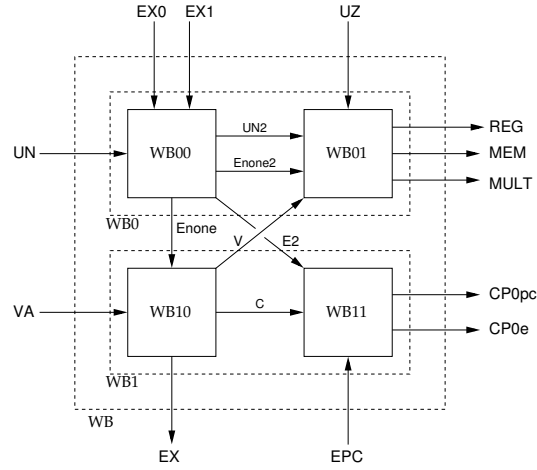 EX0 EX1 UZ
UN2
REG
UN WB00 WB01 MEM
Enone2
MULT
WB0
Enone
V E2
CP0pc
C
VA WB10 WB11
CP0e
WB1
WB
EX EPC